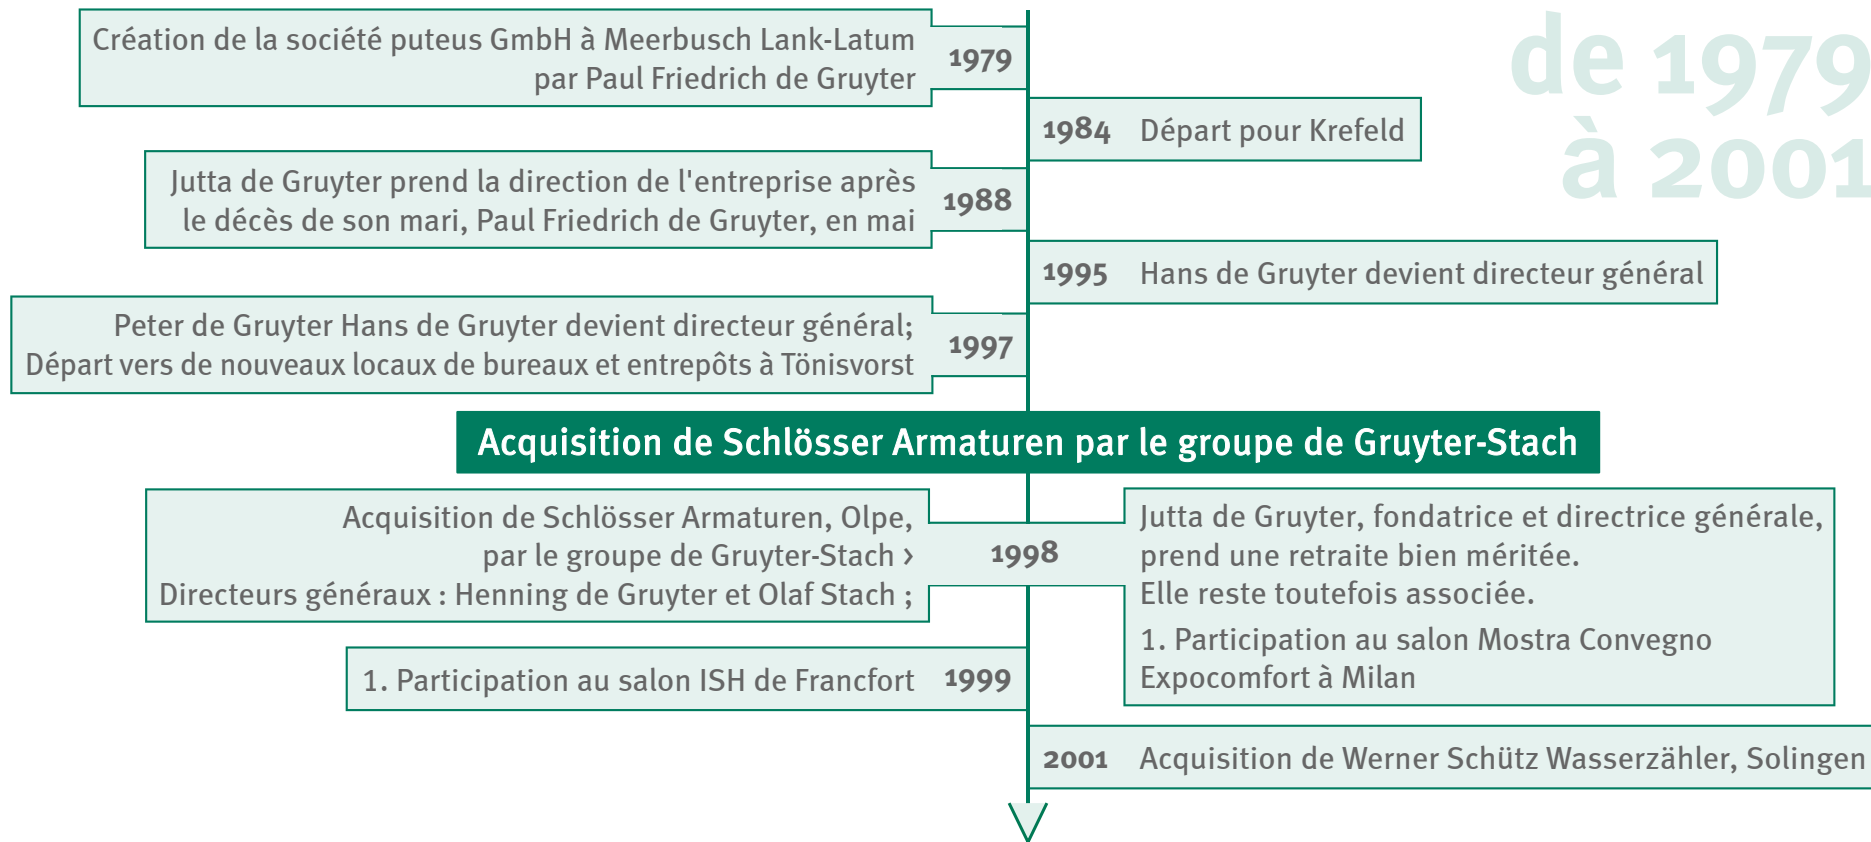 de 1979
à 2001
Création de la société puteus GmbH à Meerbusch Lank-Latum
par Paul Friedrich de Gruyter
1979
1984 Départ pour Krefeld
Jutta de Gruyter prend la direction de l'entreprise après
le décès de son mari, Paul Friedrich de Gruyter, en mai
1988
1995 Hans de Gruyter devient directeur général
Peter de Gruyter Hans de Gruyter devient directeur général;
Départ vers de nouveaux locaux de bureaux et entrepôts à Tönisvorst
1997
Acquisition de Schlösser Armaturen par le groupe de Gruyter-Stach
Acquisition de Schlösser Armaturen, Olpe,
par le groupe de Gruyter-Stach >
Directeurs généraux : Henning de Gruyter et Olaf Stach ;
1998
Jutta de Gruyter, fondatrice et directrice générale,
prend une retraite bien méritée.
Elle reste toutefois associée.
1. Participation au salon Mostra Convegno
Expocomfort à Milan
1. Participation au salon ISH de Francfort 1999
2001 Acquisition de Werner Schütz Wasserzähler, Solingen